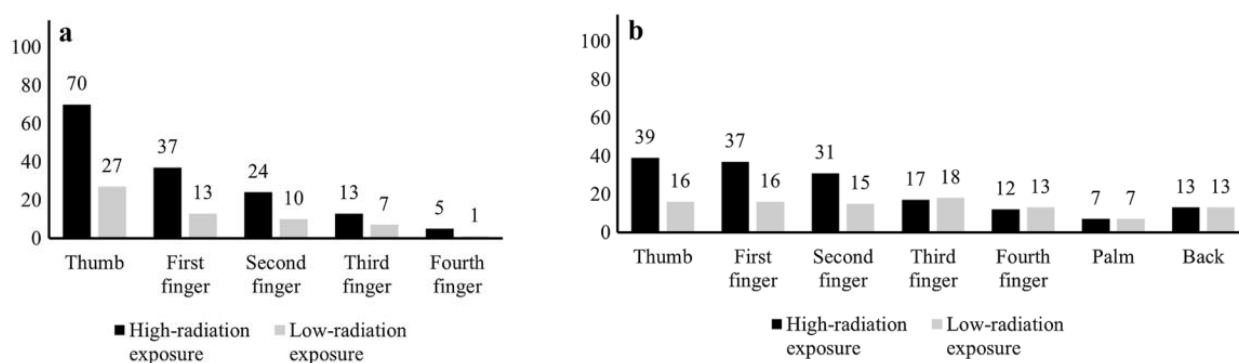 a
100
80
60
40
20
0
70
27
37
13
24
10
13
7
5
1
Thumb
First
finger
Second
finger
Third
finger
Fourth
finger
High-radiation
exposure
Low-radiation
exposure
b
100
80
60
40
20
0
39
16
37
16
31
15
17
18
12
13
7
7
13
13
Thumb
First
finger
Second
finger
Third
finger
Fourth
finger
Palm
Back
High-radiation
exposure
Low-radiation
exposure